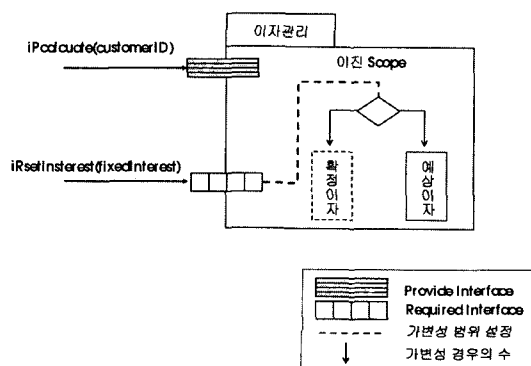 이자관리
iPcalcuate(customerID)
이진 Scope
iRsetInsterest(fixedInterest)
확정이자
예상이자
Provide Interface
Required Interface
가변성 범위 설정
가변성 경우의 수